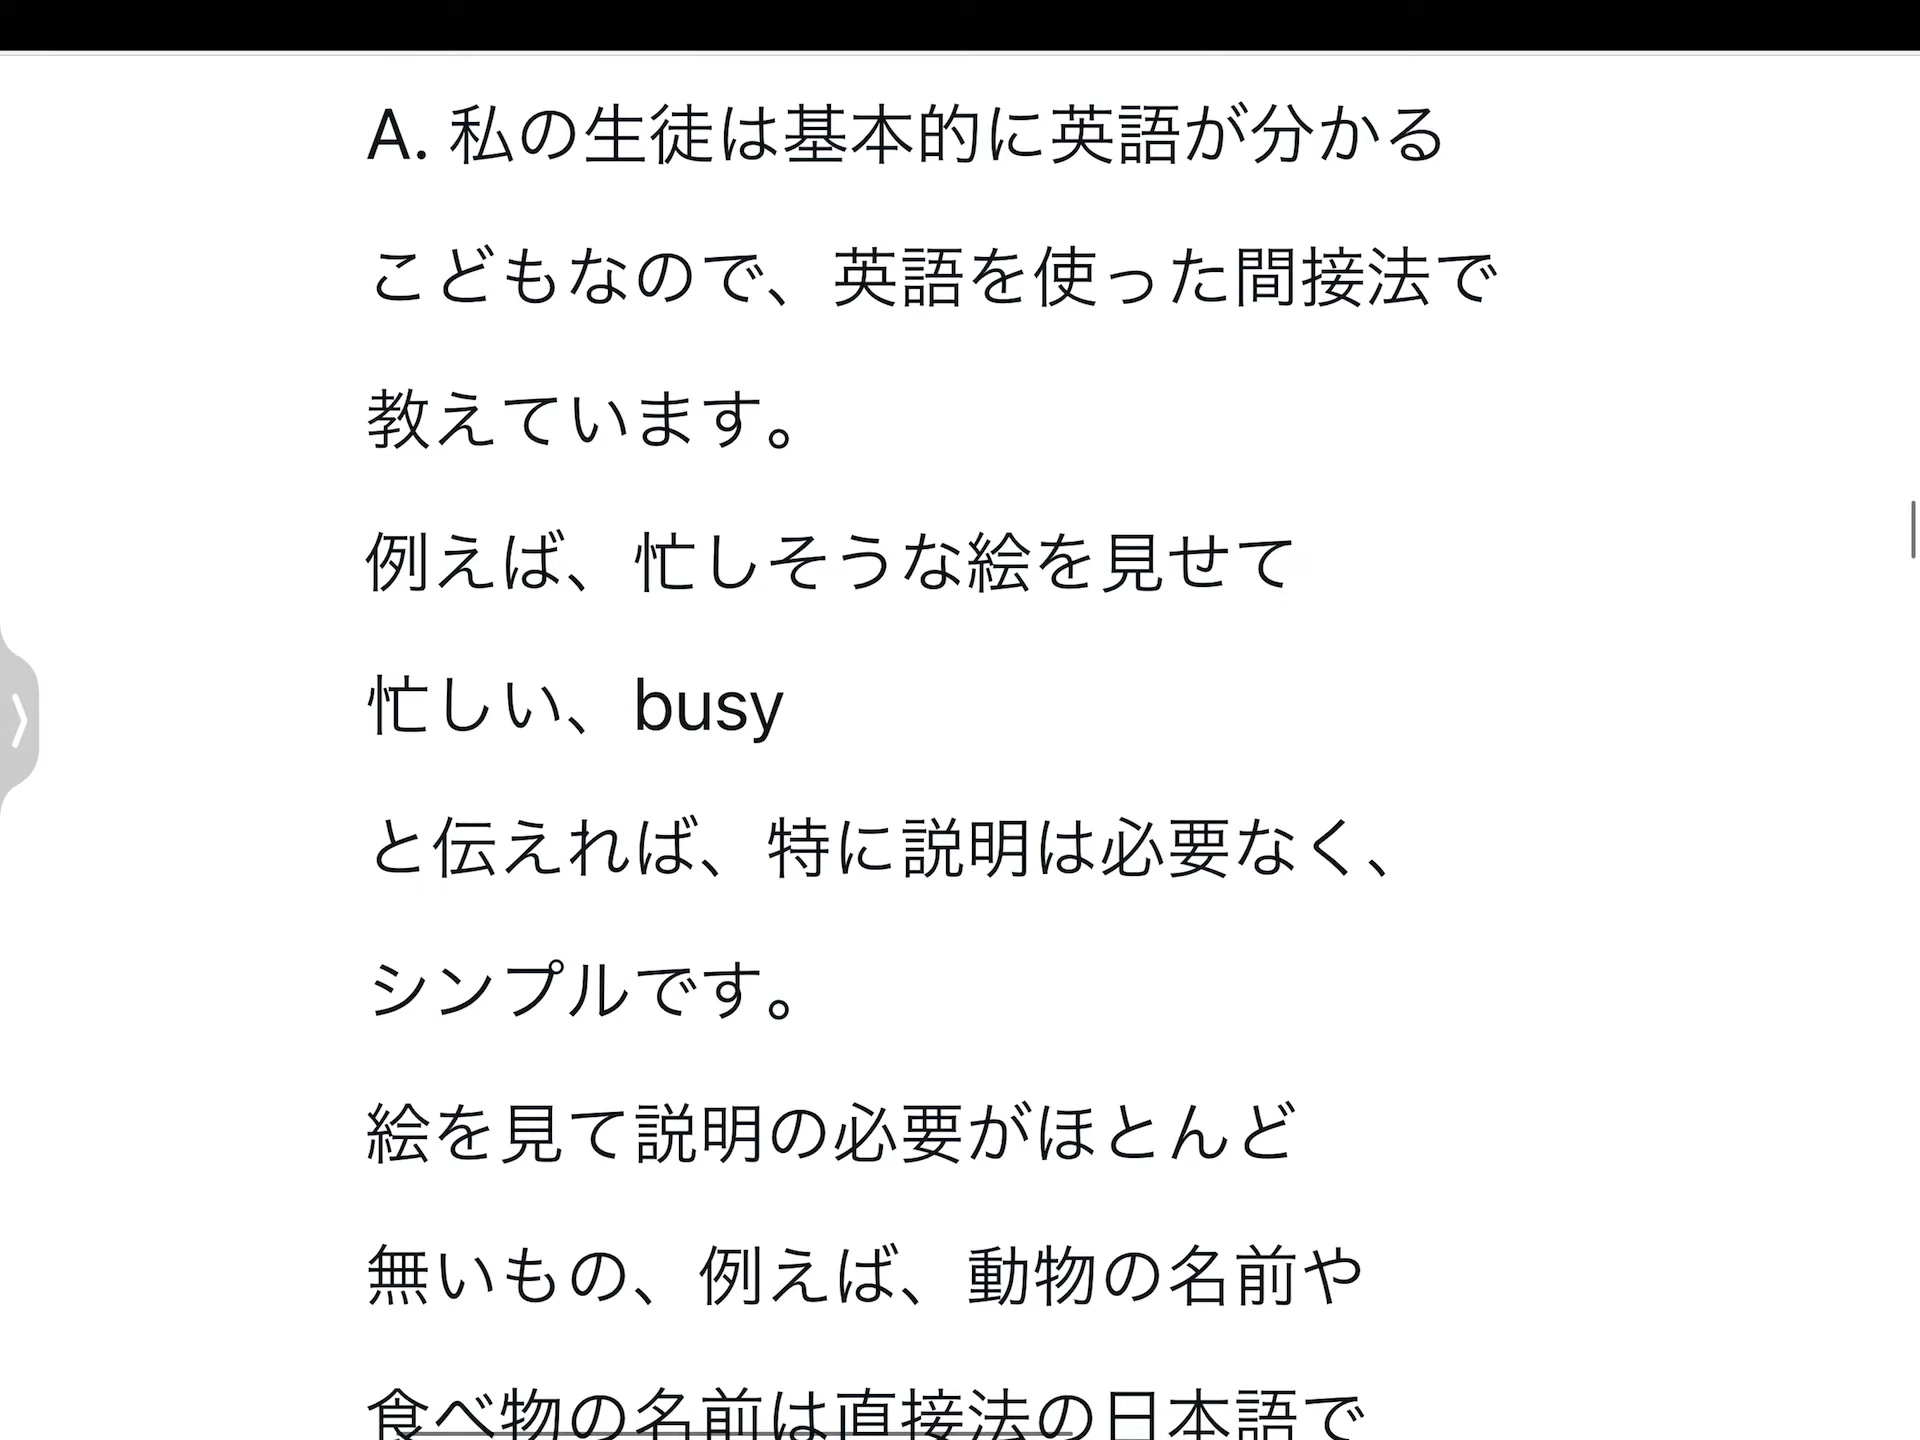 A. 私の生徒は基本的に英語が分かる
こどもなので、英語を使った間接法で
教えています。
例えば、忙しそうな絵を見せて
忙しい、busy
と伝えれば、特に説明は必要なく、
シンプルです。
絵を見て説明の必要がほとんど
無いもの、例えば、動物の名前や
食べ物の名前は直接法の日本語で